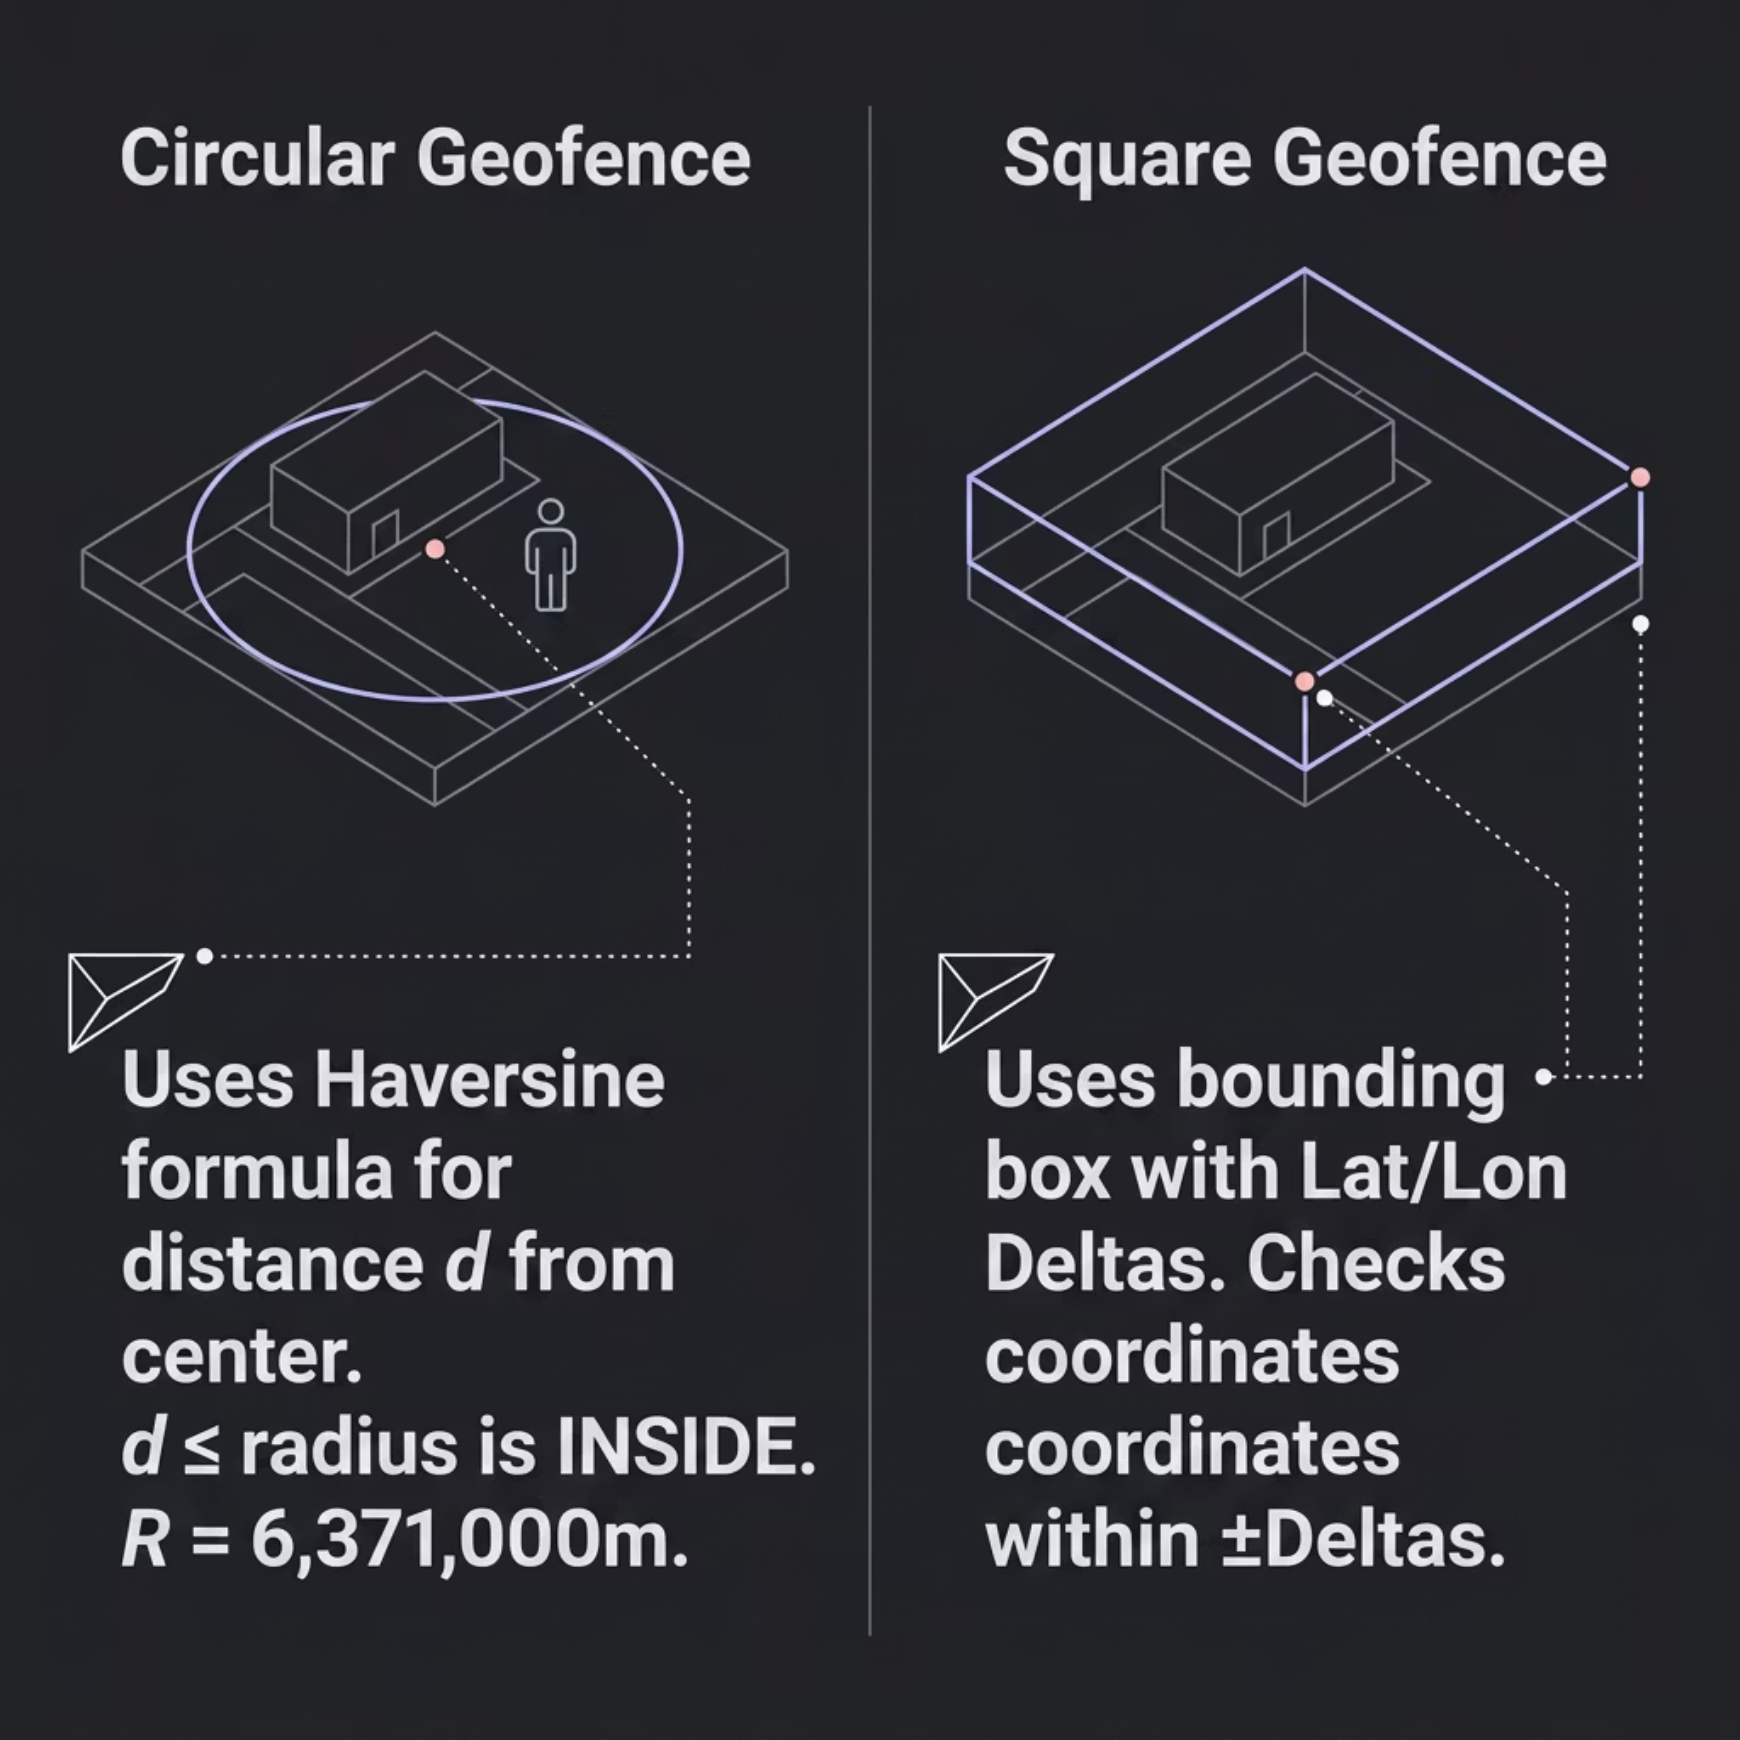 Circular Geofence
Uses Haversine
formula for
distance d from
center.
d ≤ radius is INSIDE.
R = 6,371,000m.
Square Geofence
Uses bounding
box with Lat/Lon
Deltas. Checks
coordinates
coordinates
within ±Deltas.